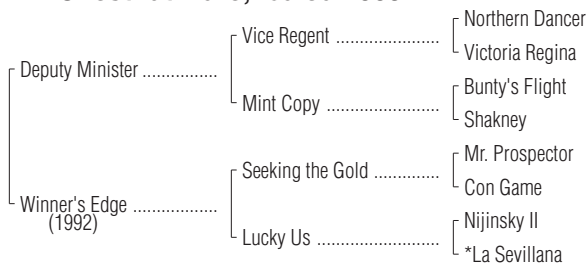 Northern Dancer
Vice Regent ....................
Victoria Regina
Deputy Minister ...............
Bunty's Flight
Mint Copy ......................
Shakney
Mr. Prospector
Seeking the Gold ..............
Con Game
Winner's Edge ................
(1992)
Nijinsky II
Lucky Us .......................
*La Sevillana